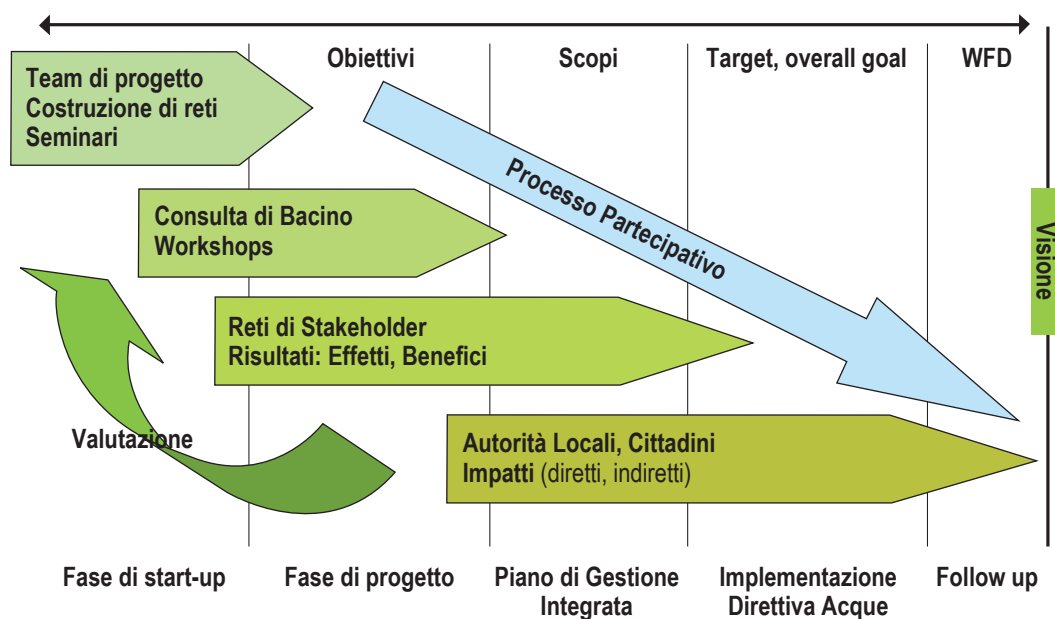 Obiettivi
Scopi
Target, overall goal
WFD
Team di progetto
Costruzione di reti
Seminari
Processo Partecipativo
Consulta di Bacino
Workshops
Visione
Reti di Stakeholder
Risultati: Effetti, Benefici
Valutazione
Autorità Locali, Cittadini
Impatti (diretti, indiretti)
Fase di start-up
Fase di progetto
Piano di Gestione
Integrata
Implementazione
Direttiva Acque
Follow up